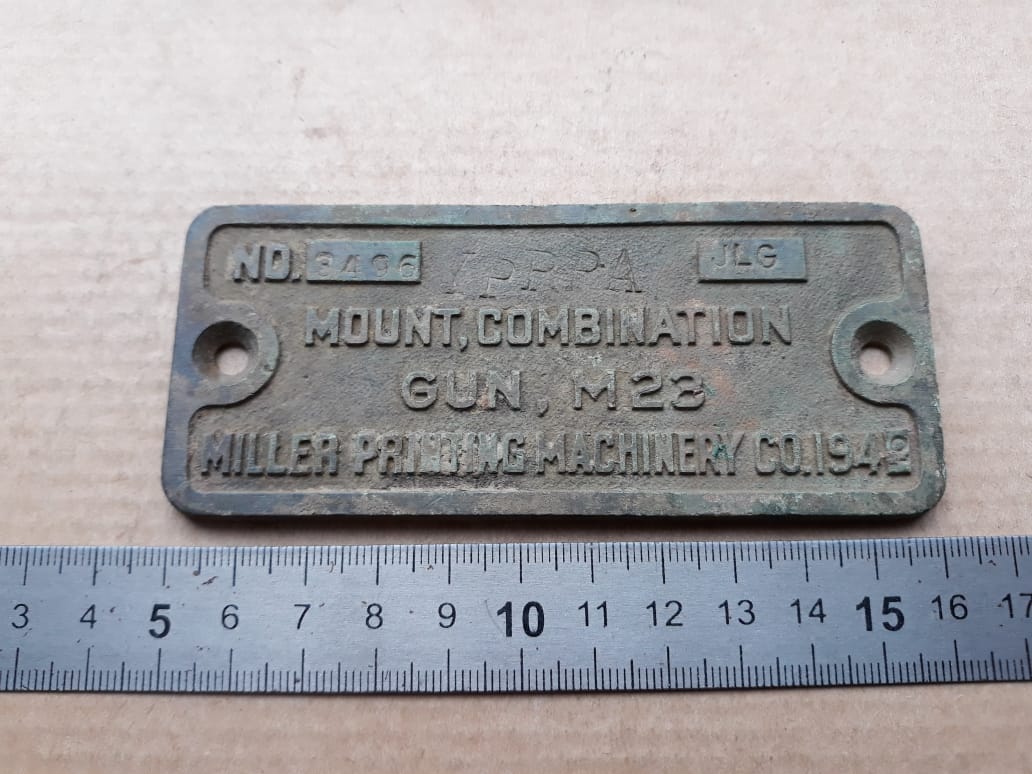 NO. 3496 JLG
MOUNT, COMBINATION
GUN, M23
MILLER PRINTING MACHINERY CO. 194
3 4 5 6 7 8 9 10 11 12 13 14 15 16 17